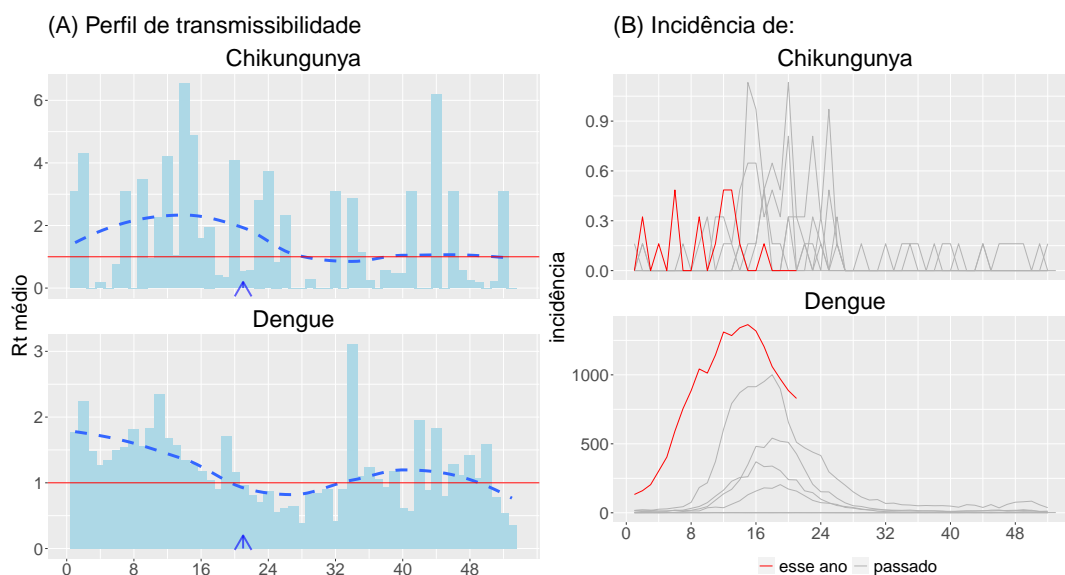 (A) Perfil de transmissibilidade
Chikungunya
6
4
2
0
Dengue
3
2
1
0
0 8 16 24 32 40 48
Rt médio
(B) Incidência de:
Chikungunya
0.9
0.6
0.3
0.0
Dengue
1000
500
0
0 8 16 24 32 40 48
incidência
esse ano passado